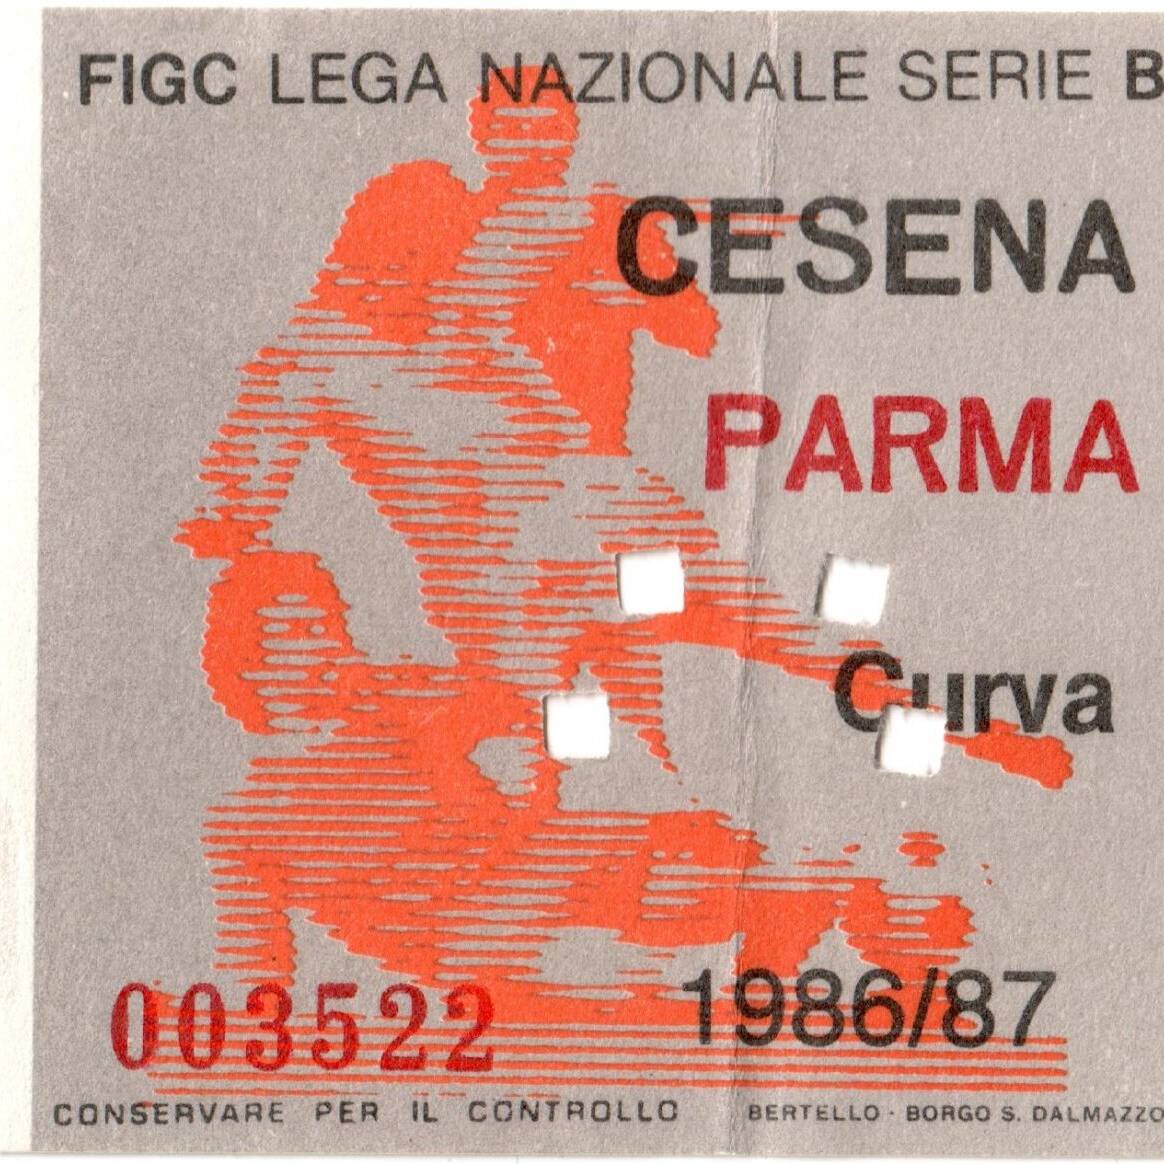 FIGC LEGA NAZIONALE SERIE B
CESENA
PARMA
Curva
003522
1986/87
CONSERVARE PER IL CONTROLLO
BERTELLO - BORGO S. DALMAZZO